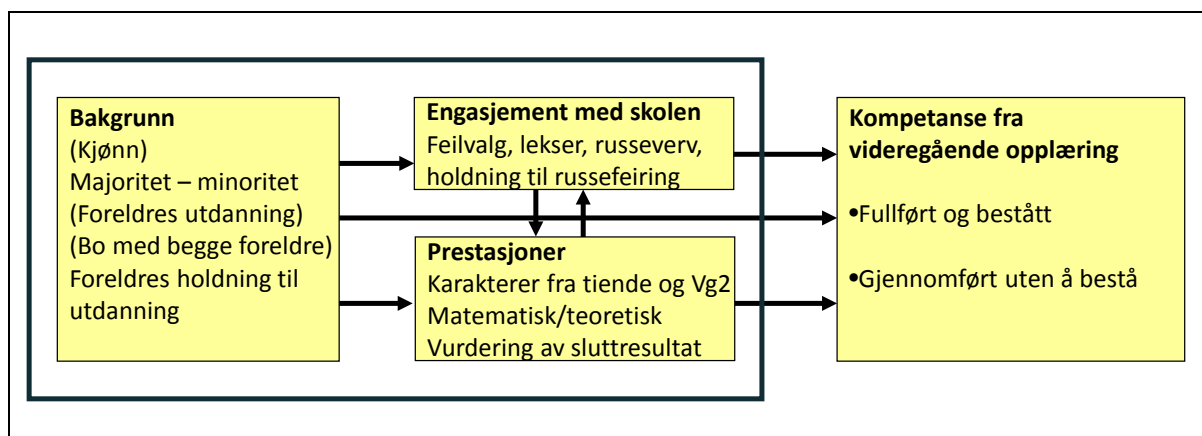 Bakgrunn
(Kjønn)
Majoritet – minoritet
(Foreldres utdanning)
(Bo med begge foreldre)
Foreldres holdning til
utdanning
Engasjement med skolen
Feilvalg, lekser, russeverv,
holdning til russefeiring
Prestasjoner
Karakterer fra tiende og Vg2
Matematisk/teoretisk
Vurdering av sluttresultat
Kompetanse fra
videregående opplæring
•Fullført og bestått
•Gjennomført uten å bestå